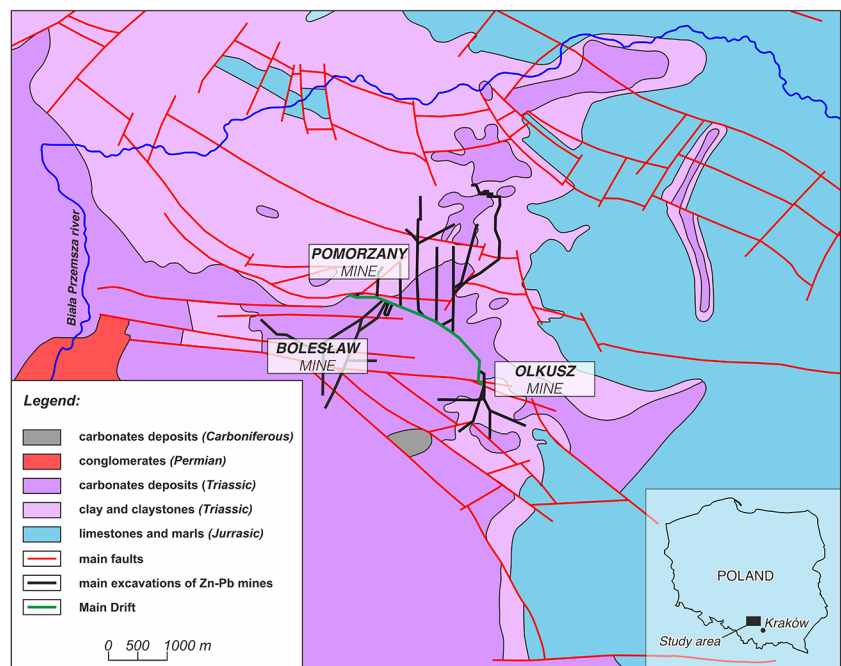 Biała Przemsza river
POMORZANY
MINE
BOLESŁAW
MINE
OLKUSZ
MINE
Legend:
carbonates deposits (Carboniferous)
conglomerates (Permian)
carbonates deposits (Triassic)
clay and claystones (Triassic)
limestones and marls (Jurrasic)
main faults
main excavations of Zn-Pb mines
Main Drift
0 500 1000 m
POLAND
Kraków
Study area